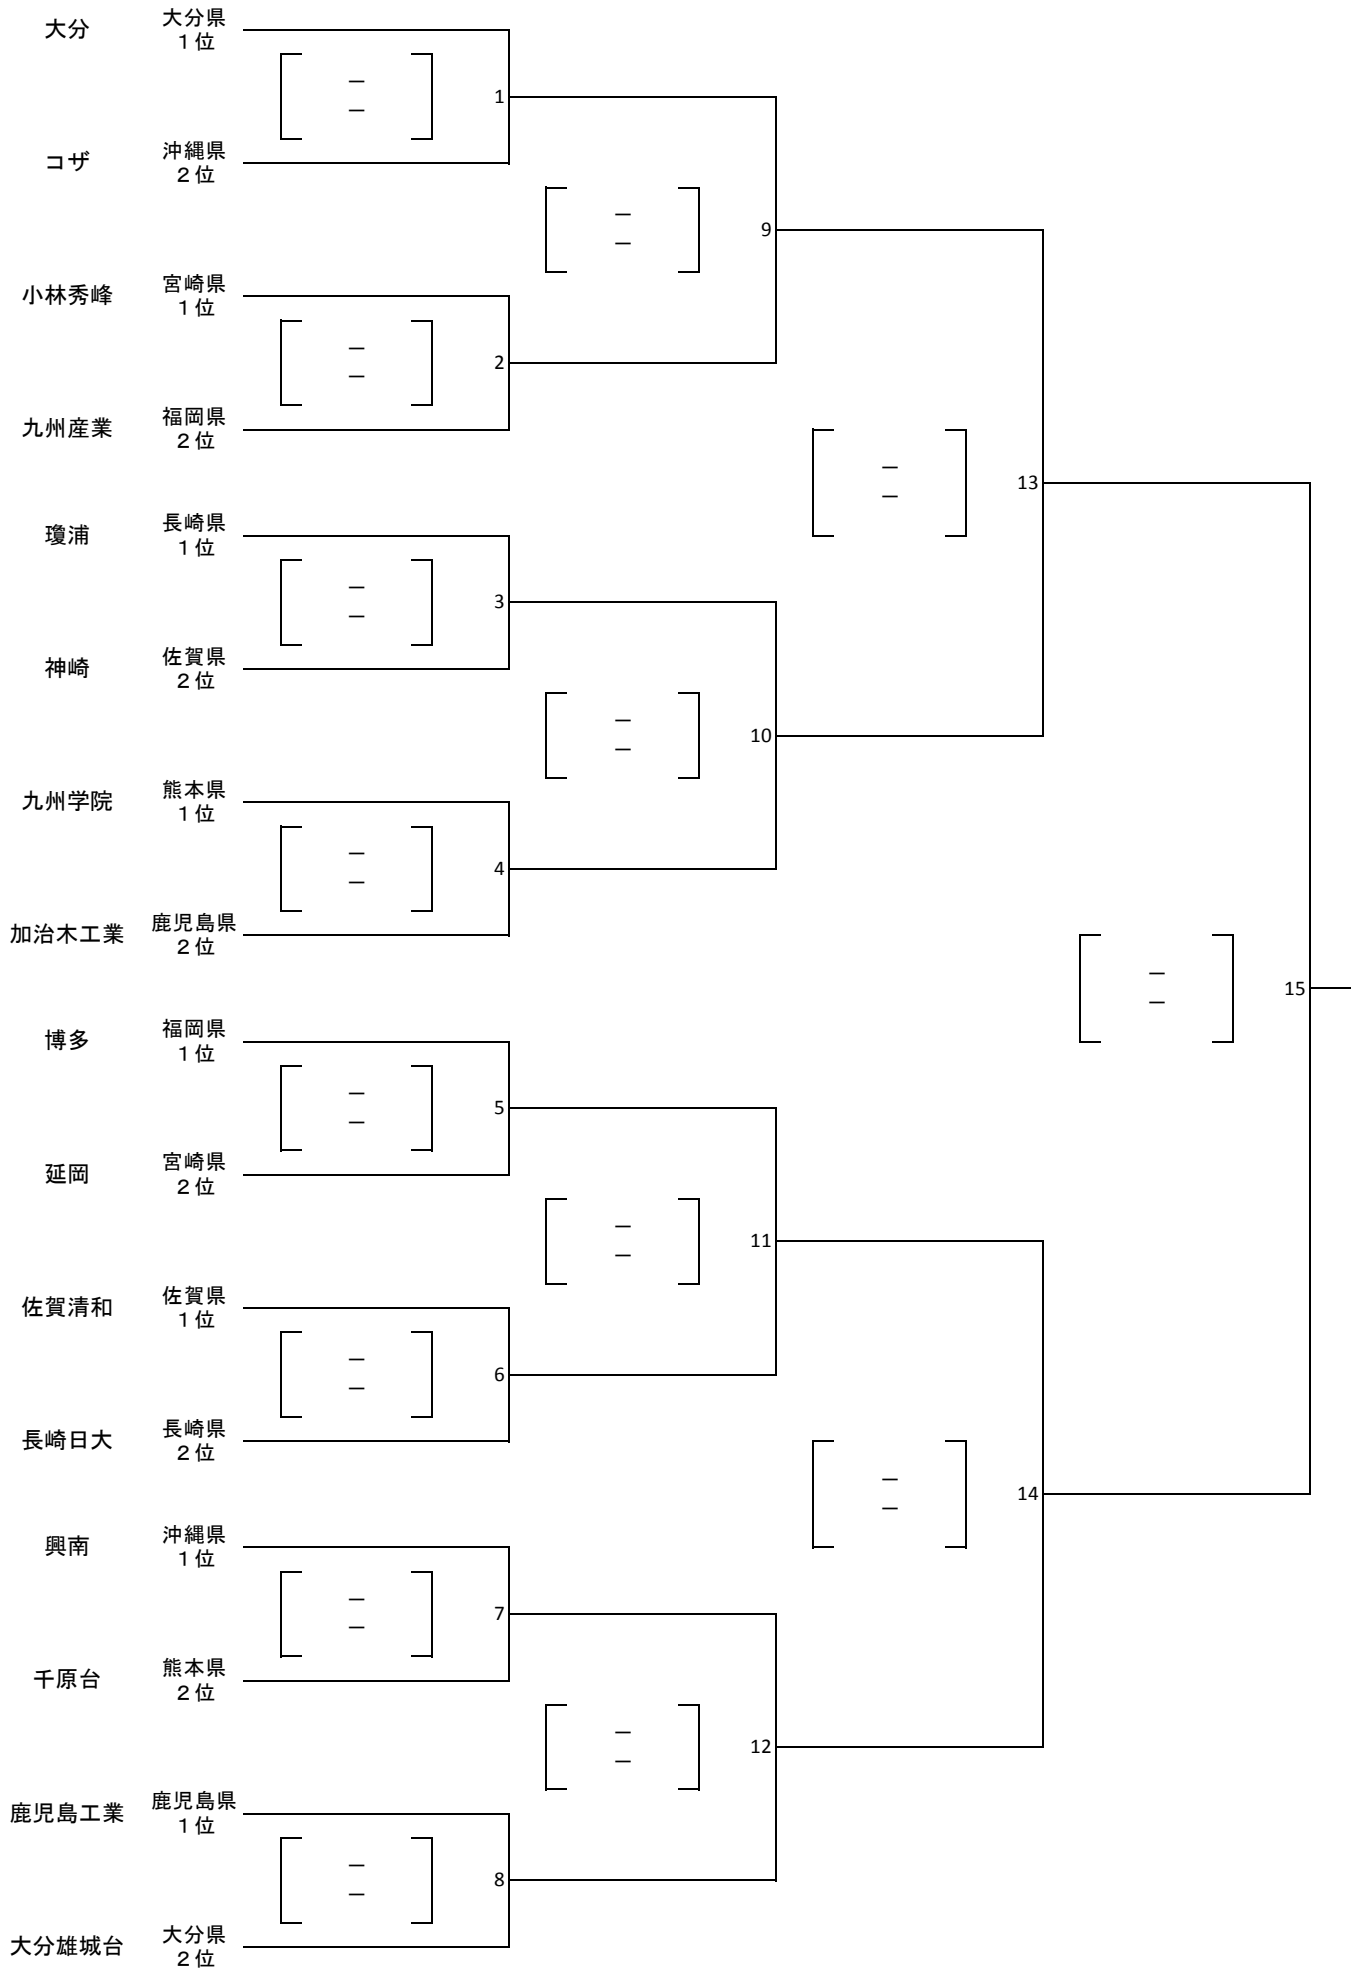 大分 大分県
１位
－
－
1
コザ 沖縄県
２位
－
－
9
小林秀峰 宮崎県
１位
－
－
2
九州産業 福岡県
２位
－
－
13
瓊浦 長崎県
１位
－
－
3
神崎 佐賀県
２位
－
－
10
九州学院 熊本県
１位
－
－
4
加治木工業 鹿児島県
２位
－
－
15
博多 福岡県
１位
－
－
5
延岡 宮崎県
２位
－
－
11
佐賀清和 佐賀県
１位
－
－
6
長崎日大 長崎県
２位
－
－
14
興南 沖縄県
１位
－
－
7
千原台 熊本県
２位
－
－
12
鹿児島工業 鹿児島県
１位
－
－
8
大分雄城台 大分県
２位